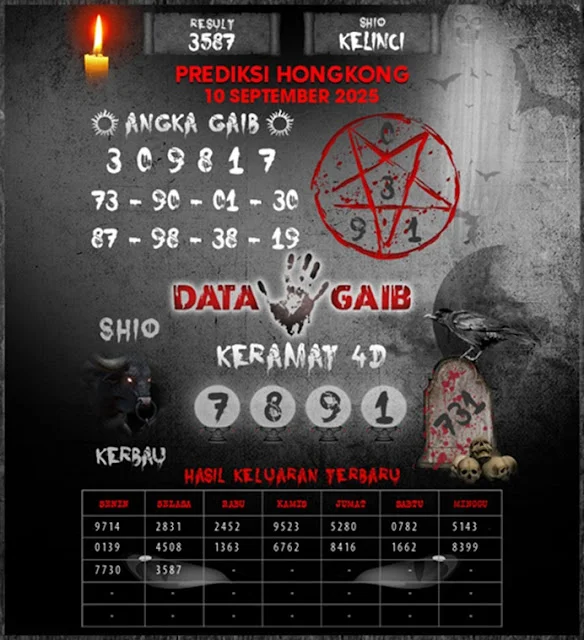 RESULT
3587
SHIO
KELINCI
PREDIKSI HONGKONG
10 SEPTEMBER 2025
ANGKA GAIB
3 0 9 8 1 7
73 - 90 - 01 - 30
87 - 98 - 38 - 19
0
3
9 1
DATA GAIB
SHIO
KERBAU
KERAMAT 4D
7 8 9 1
731
HASIL KELUARAN TERBARU
SENIN SELASA RABU KAMIS JUMAT SABTU MINGGU
9714 2831 2452 9523 5280 0782 5143
0139 4508 1363 6762 8416 1662 8399
7730 3587 - - - - -
- - - - - - -
- - - - - - -